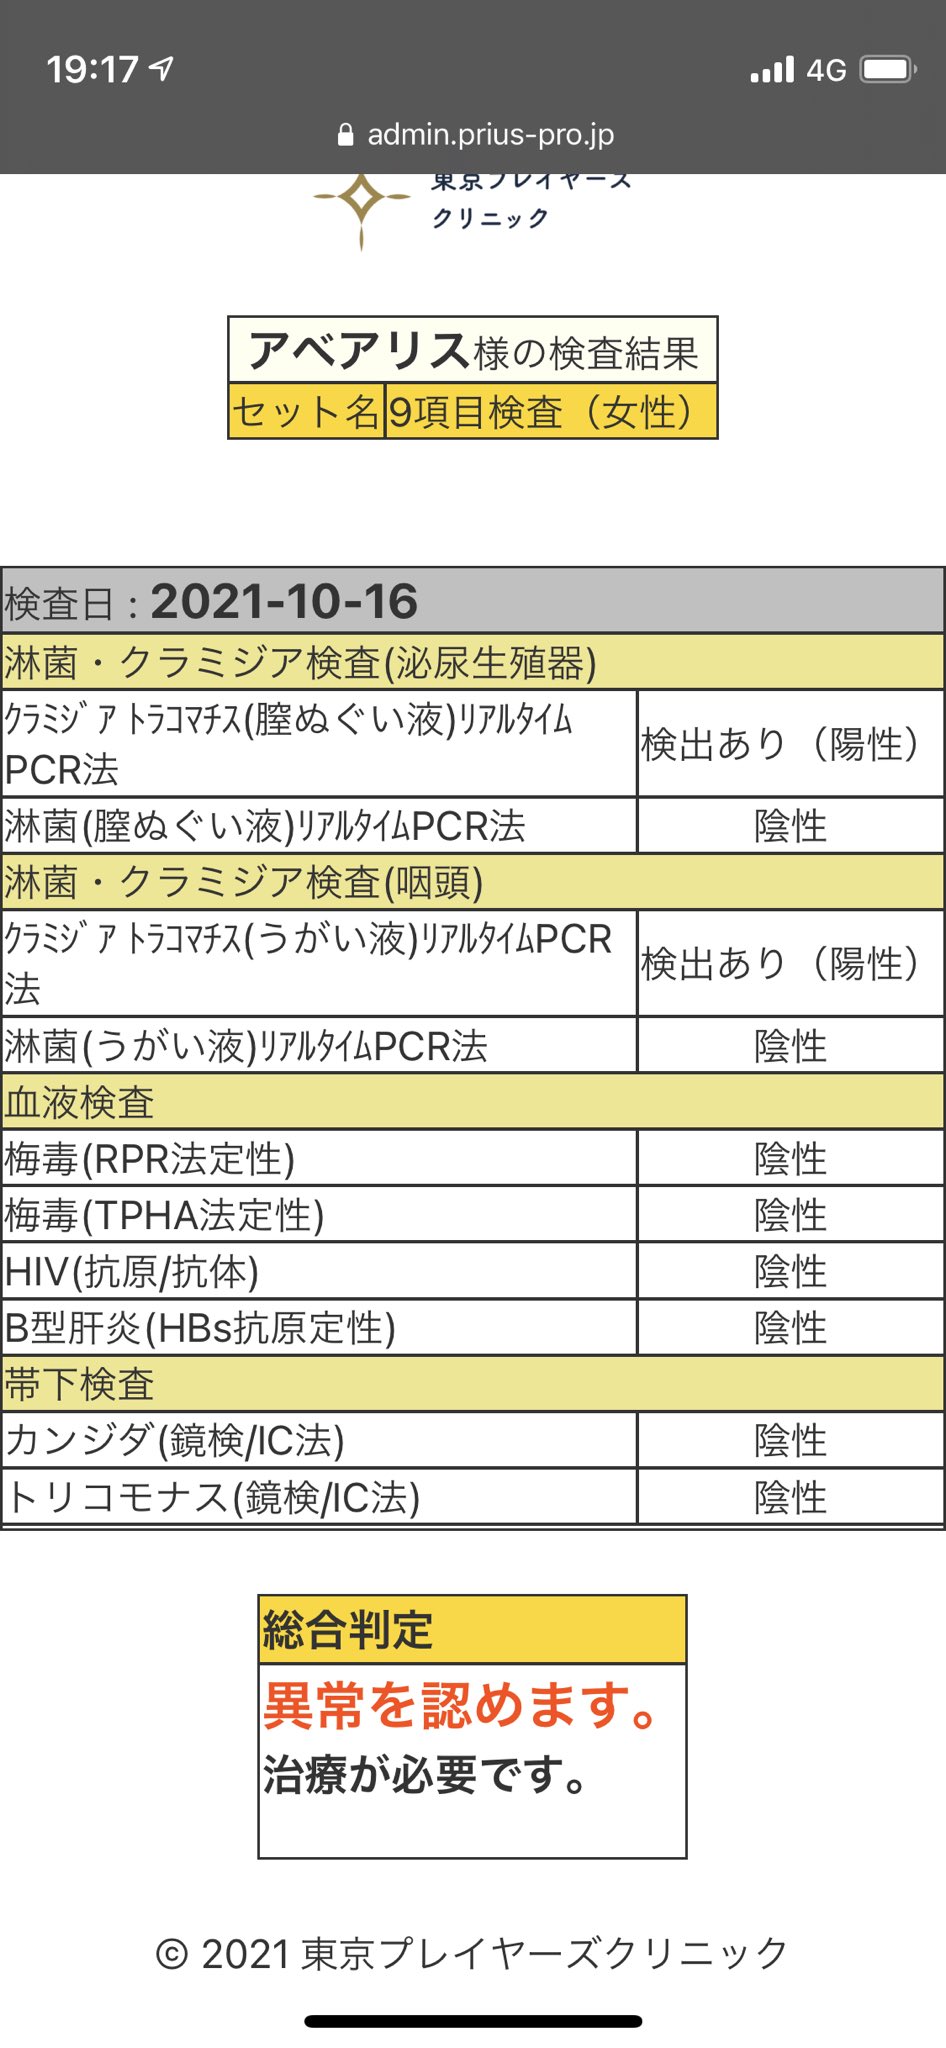 19:17 4G
admin.prius-pro.jp
東京プレイヤーズ
クリニック
アベアリス様の検査結果
セット名 9項目検査（女性）
検査日 : 2021-10-16
淋菌・クラミジア検査(泌尿生殖器)
ｸﾗﾐｼﾞｱ ﾄﾗｺﾏﾁｽ(膣ぬぐい液)ﾘｱﾙﾀｲﾑ
PCR法
検出あり（陽性）
淋菌(膣ぬぐい液)ﾘｱﾙﾀｲﾑPCR法 陰性
淋菌・クラミジア検査(咽頭)
ｸﾗﾐｼﾞｱ ﾄﾗｺﾏﾁｽ(うがい液)ﾘｱﾙﾀｲﾑPCR
法
検出あり（陽性）
淋菌(うがい液)ﾘｱﾙﾀｲﾑPCR法 陰性
血液検査
梅毒(RPR法定性) 陰性
梅毒(TPHA法定性) 陰性
HIV(抗原/抗体) 陰性
B型肝炎(HBs抗原定性) 陰性
帯下検査
カンジダ(鏡検/IC法) 陰性
トリコモナス(鏡検/IC法) 陰性
総合判定
異常を認めます。
治療が必要です。
© 2021 東京プレイヤーズクリニック